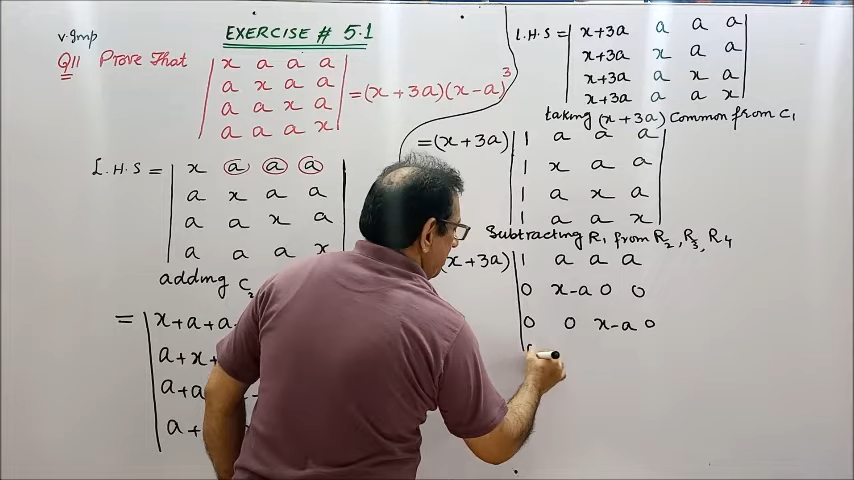 EXERCISE # 5.1
V.Imp
Q11 Prove That
| x a a a |
| a x a a |
| a a x a |
| a a a x |
= (x + 3a)(x - a)³
L.H.S = | x a a a |
| a x a a |
| a a x a |
| a a a x |
adding C₂
= | x+a+a
| a+x+
| a+a
| a+
L.H.S = | x+3a a a a |
| x+3a x a a |
| x+3a a x a |
| x+3a a a x |
taking (x+3a) Common from C₁
= (x+3a) | 1 a a a |
| 1 x a a |
| 1 a x a |
| 1 a a x |
Subtracting R₁ from R₂, R₃, R₄
x+3a) | 1 a a a
| 0 x-a 0 0
| 0 0 x-a 0